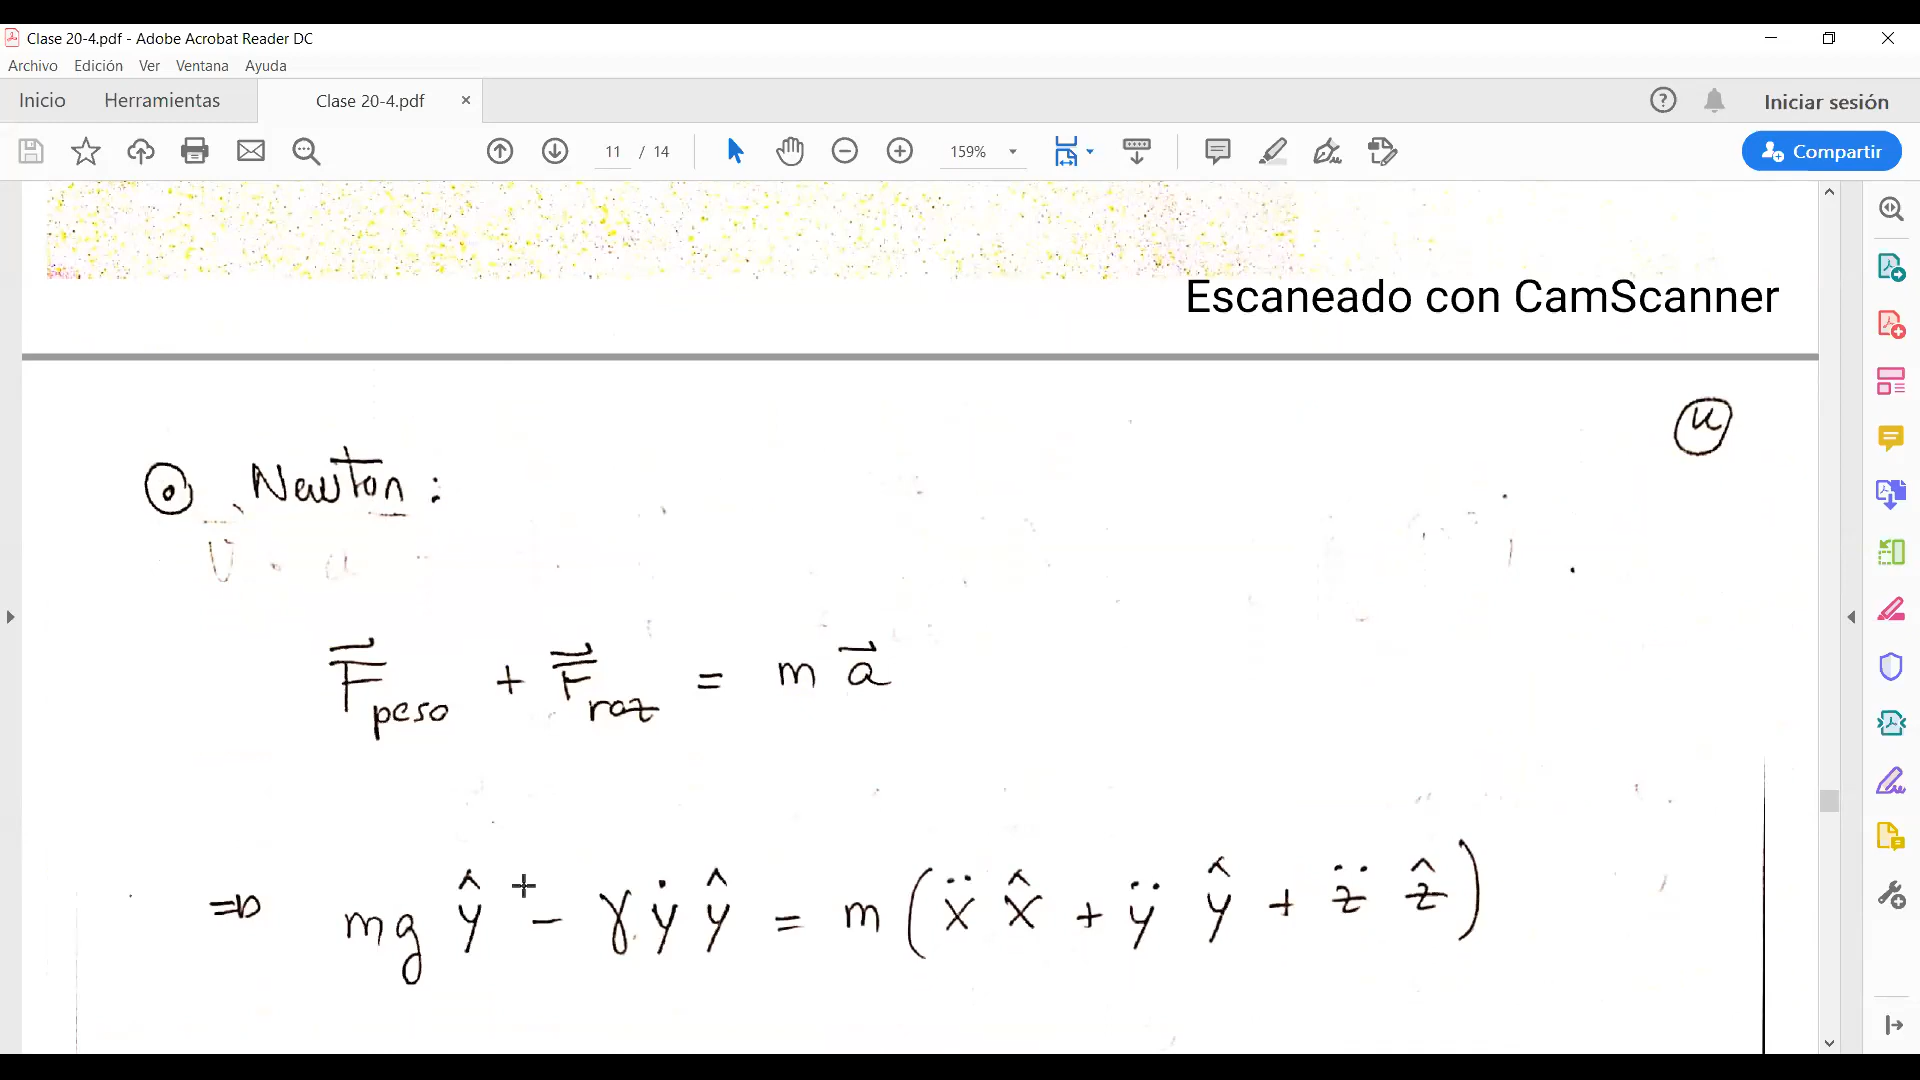 Clase 20-4.pdf - Adobe Acrobat Reader DC
Archivo Edición Ver Ventana Ayuda
Inicio Herramientas Clase 20-4.pdf Iniciar sesión
11 / 14 159% Compartir
Escaneado con CamScanner
Newton:
F⃗peso + F⃗roz = m a⃗
⇒ mg ŷ − γ ẏ ŷ = m(ẍ x̂ + ÿ ŷ + z̈ ẑ)